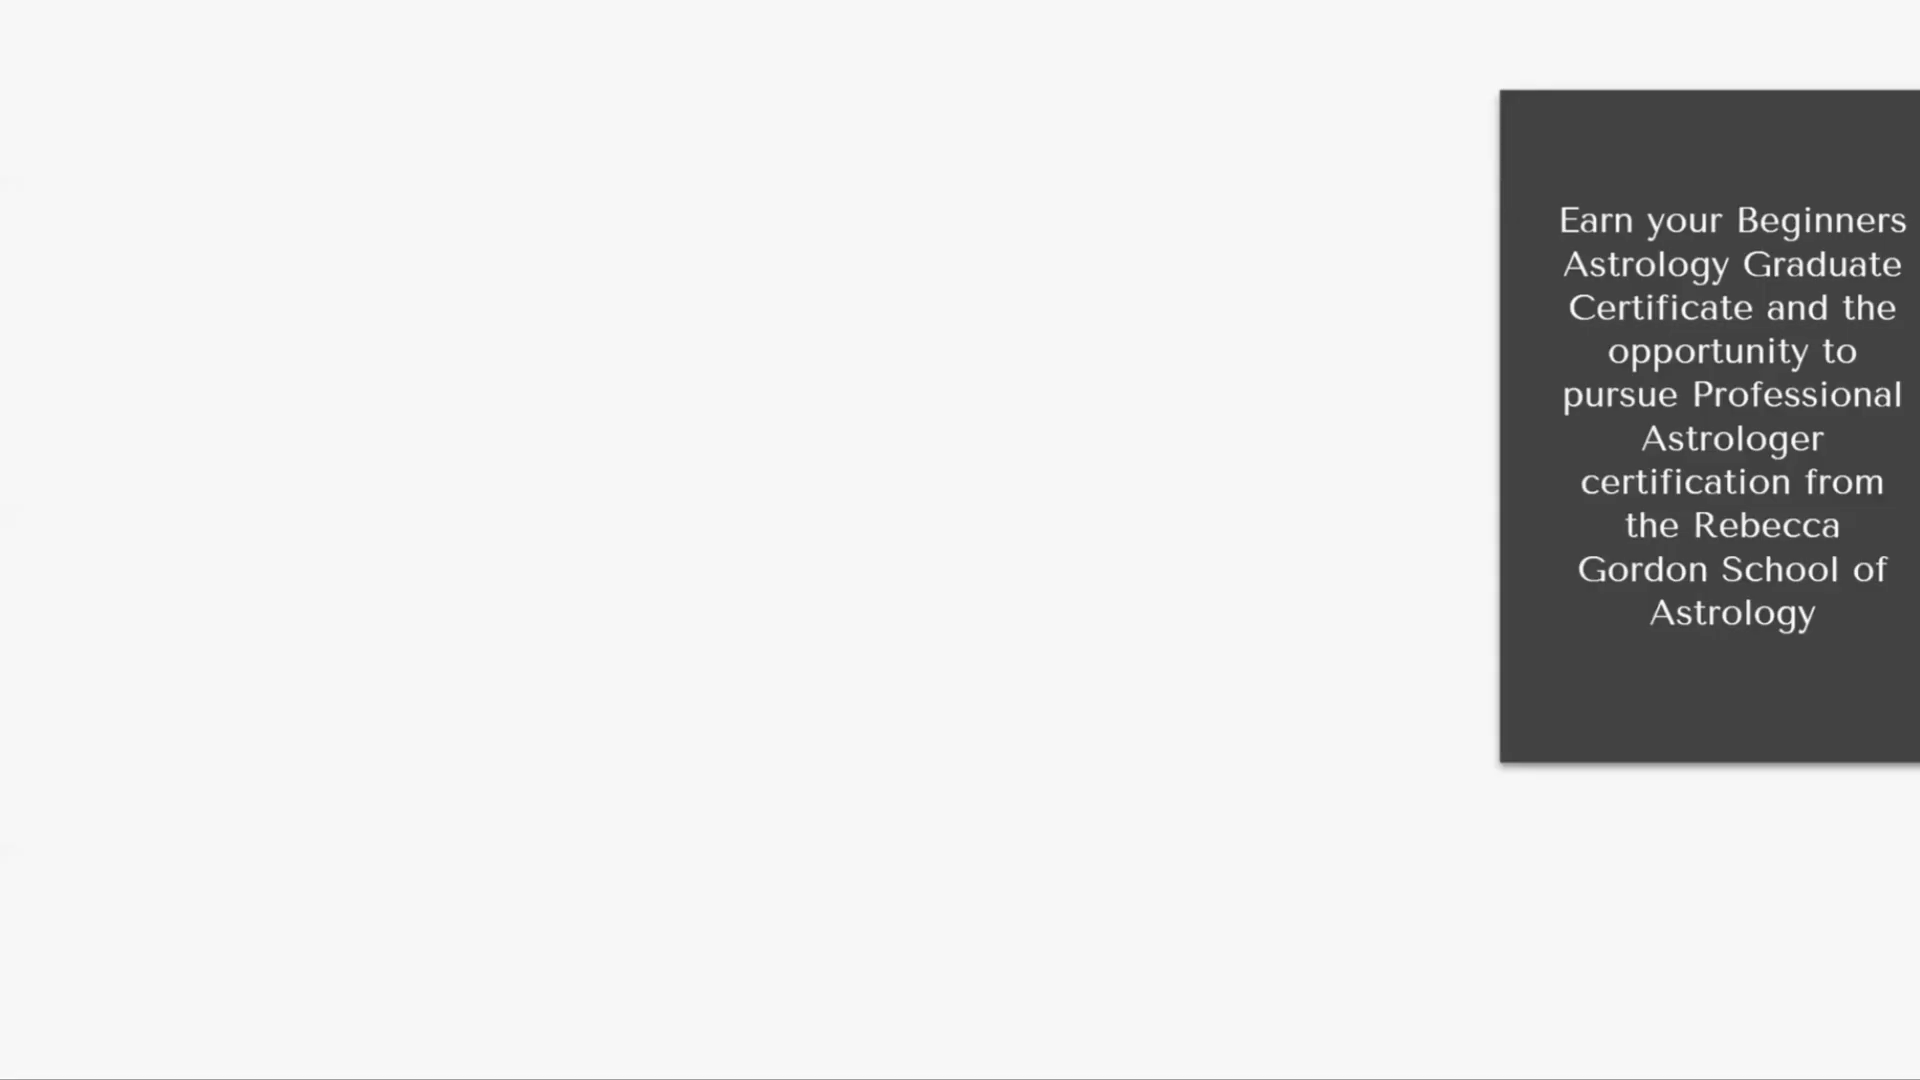 Earn your Beginners
Astrology Graduate
Certificate and the
opportunity to
pursue Professional
Astrologer
certification from
the Rebecca
Gordon School of
Astrology